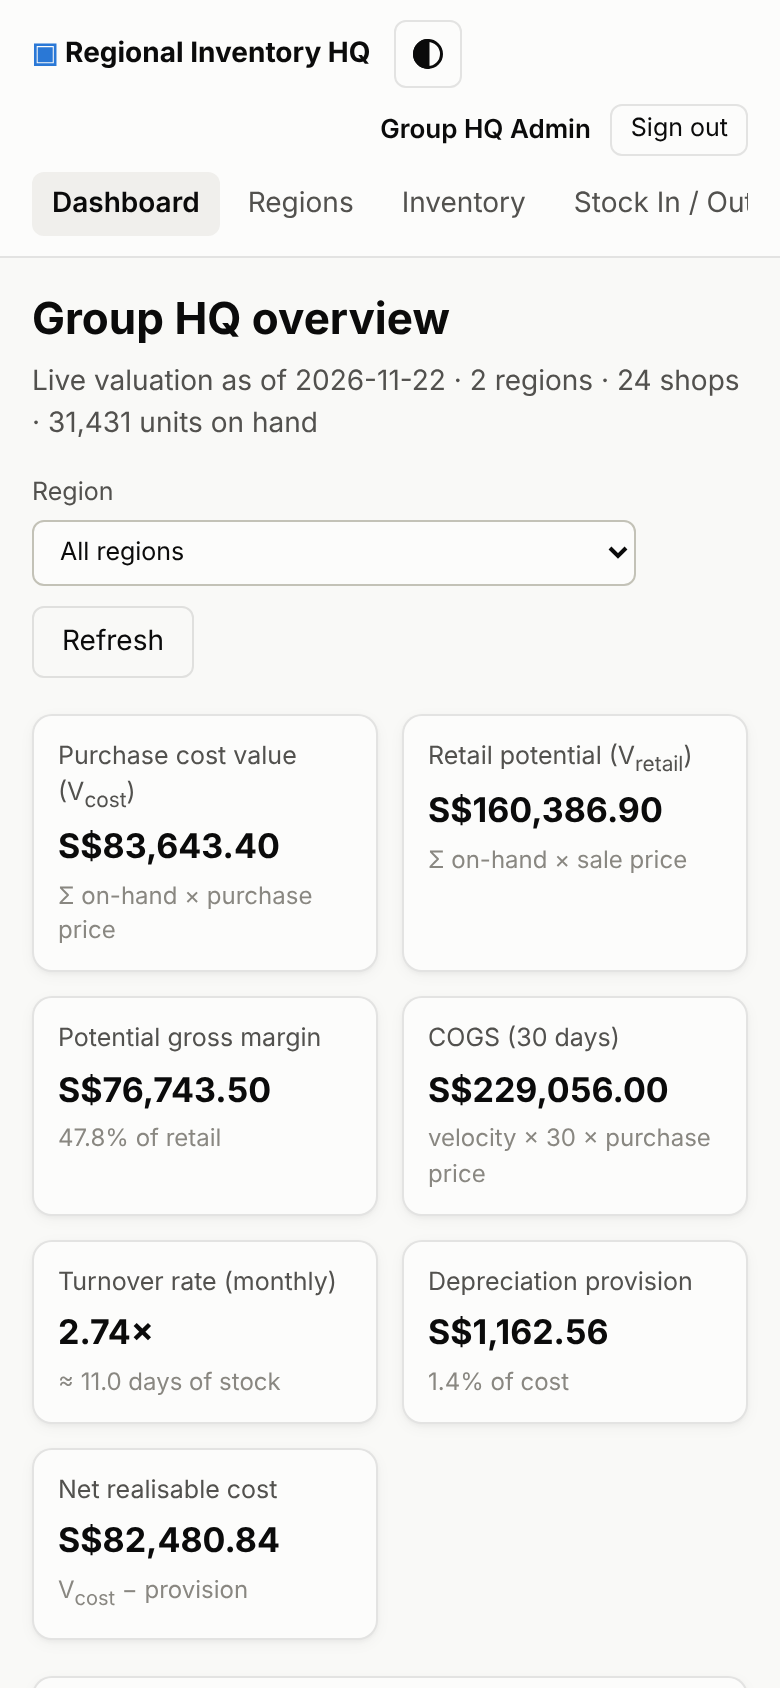 Regional Inventory HQ
Group HQ Admin
Sign out
Dashboard
Regions
Inventory
Stock In / Out
Group HQ overview
Live valuation as of 2026-11-22 · 2 regions · 24 shops
· 31,431 units on hand
Region
All regions
Refresh
Purchase cost value
(Vcost)
S$83,643.40
Σ on-hand × purchase
price
Retail potential (Vretail)
S$160,386.90
Σ on-hand × sale price
Potential gross margin
S$76,743.50
47.8% of retail
COGS (30 days)
S$229,056.00
velocity × 30 × purchase
price
Turnover rate (monthly)
2.74×
≈ 11.0 days of stock
Depreciation provision
S$1,162.56
1.4% of cost
Net realisable cost
S$82,480.84
Vcost − provision